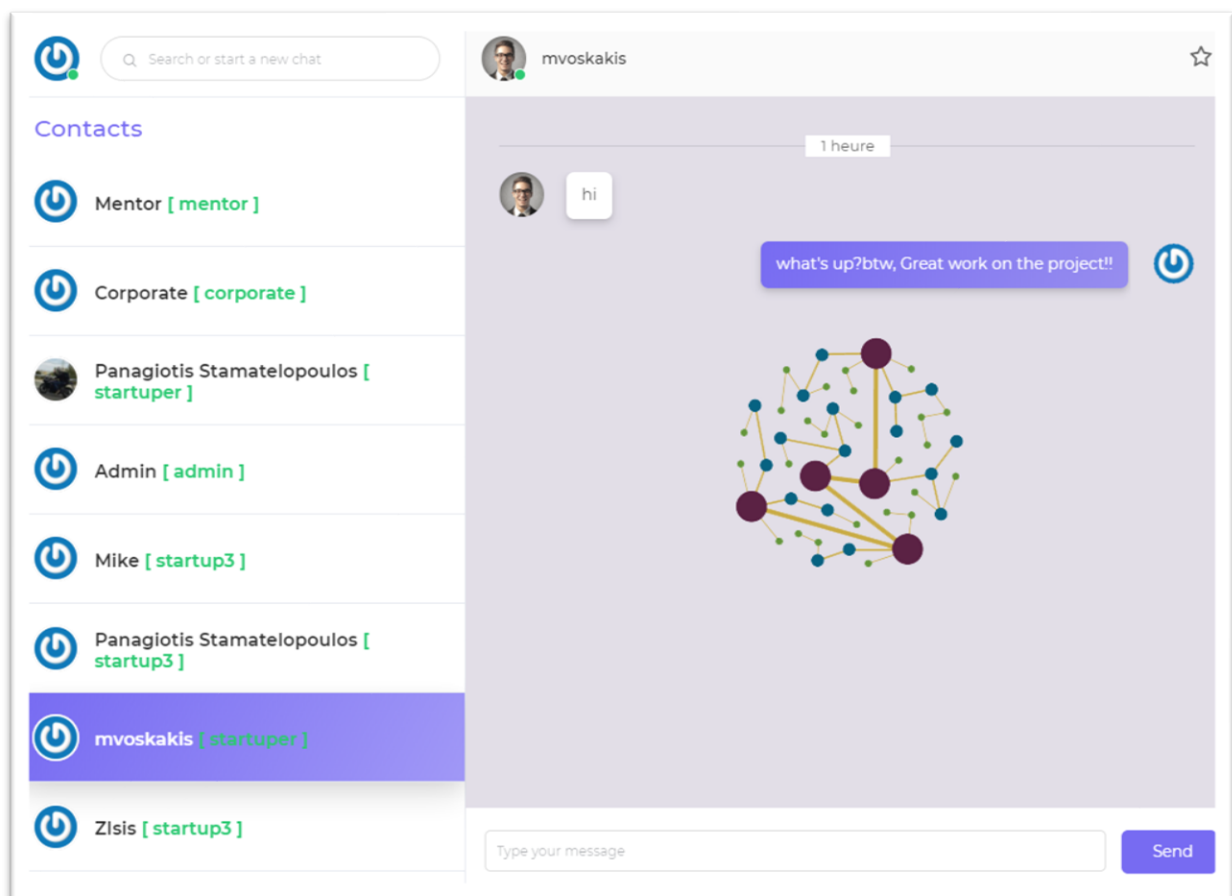 Search or start a new chat
Contacts
Mentor [ mentor ]
Corporate [ corporate ]
Panagiotis Stamatelopoulos [
startuper ]
Admin [ admin ]
Mike [ startup3 ]
Panagiotis Stamatelopoulos [
startup3 ]
mvoskakis [ startuper ]
ZIsis [ startup3 ]
mvoskakis
1 heure
hi
what's up?btw, Great work on the project!!
Type your message
Send